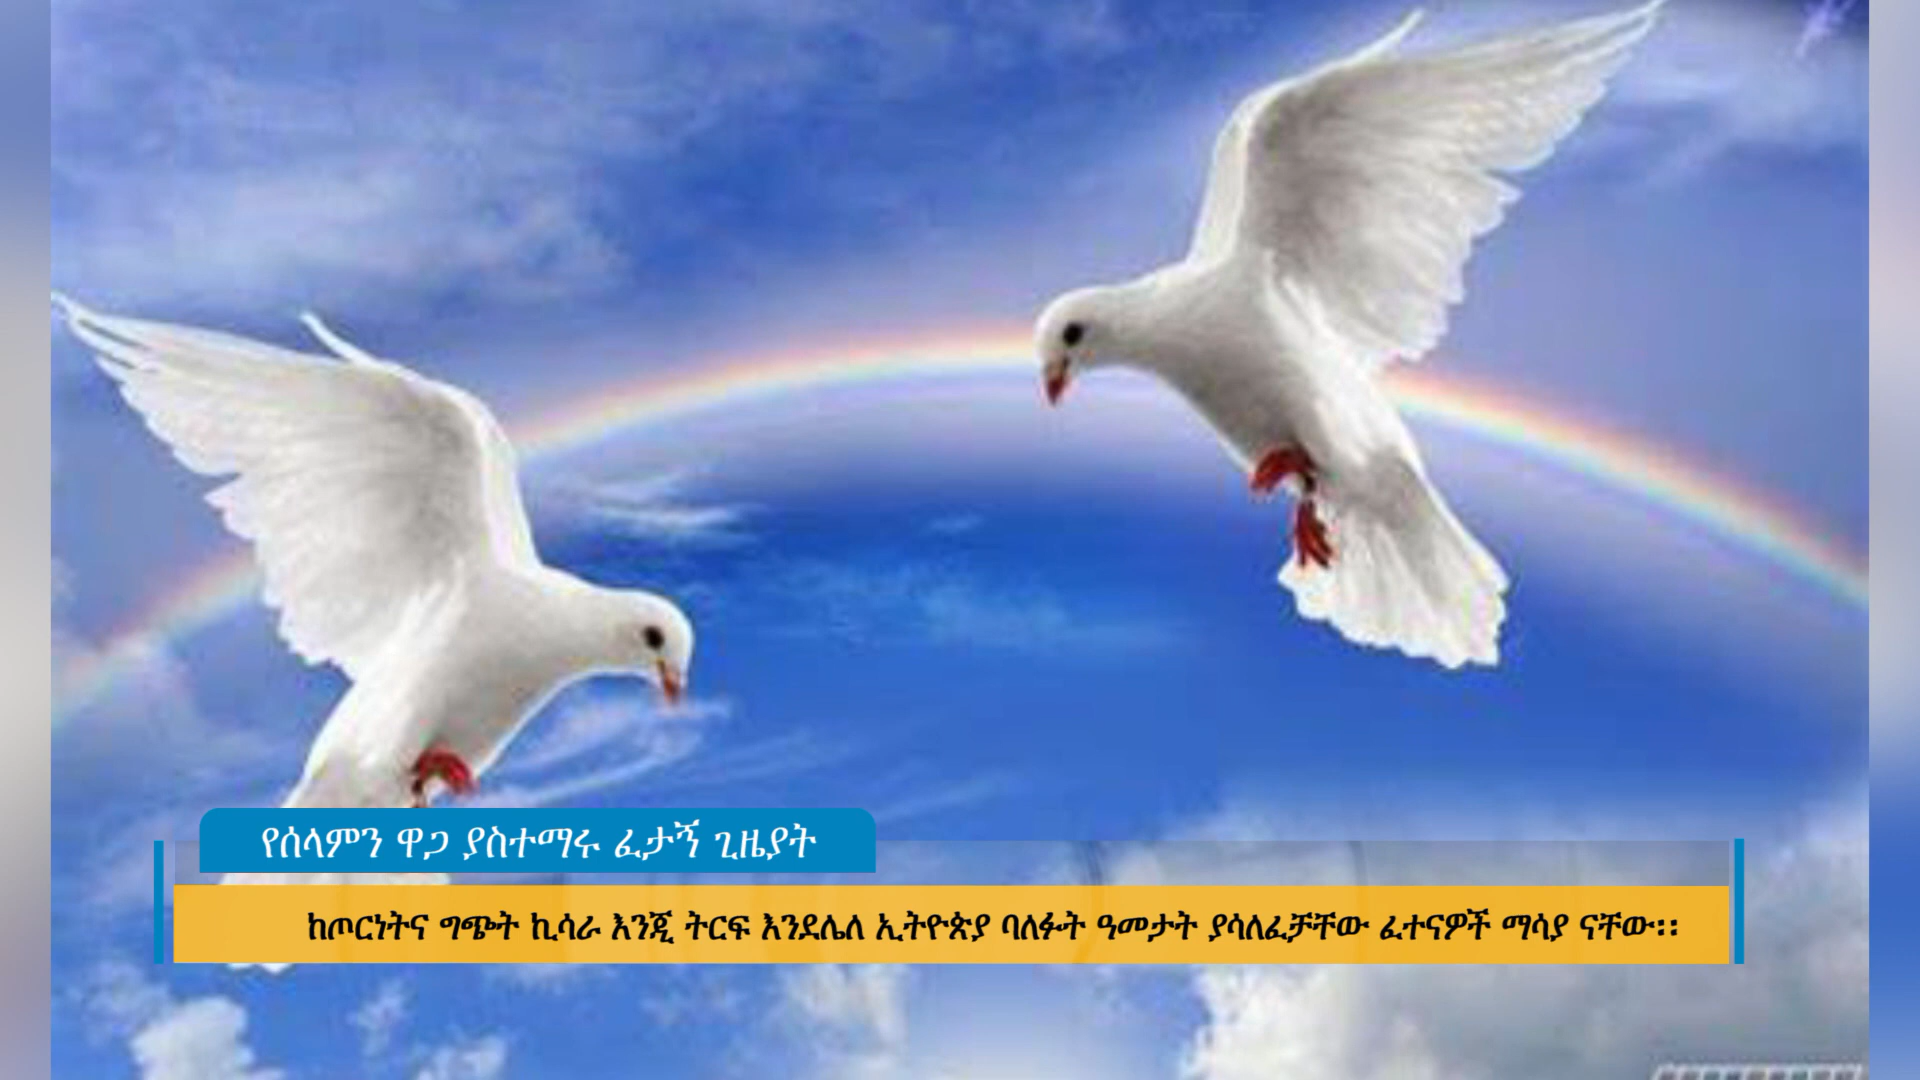 የሰላምን ዋጋ ያስተማሩ ፈታኝ ጊዜያት
ከጦርነትና ግጭት ኪሳራ እንጂ ትርፍ እንደሌለ ኢትዮጵያ ባለፉት ዓመታት ያሳለፈቻቸው ፈተናዎች ማሳያ ናቸው፡፡